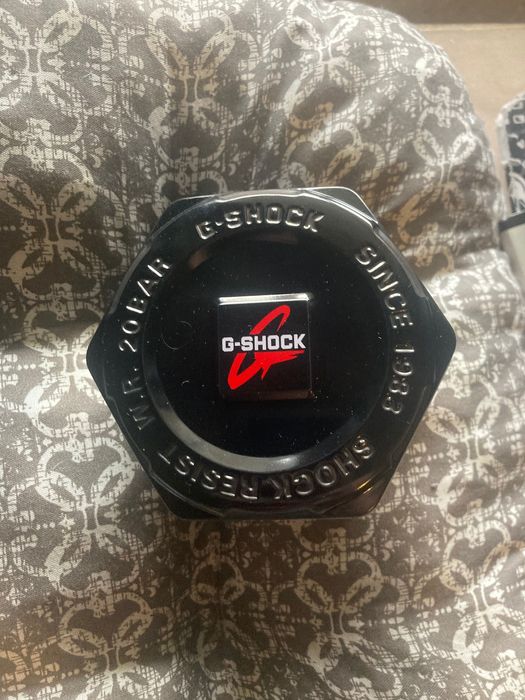 G-SHOCK
SINCE 1983
SHOCK RESIST
W.R. 20BAR
G-SHOCK